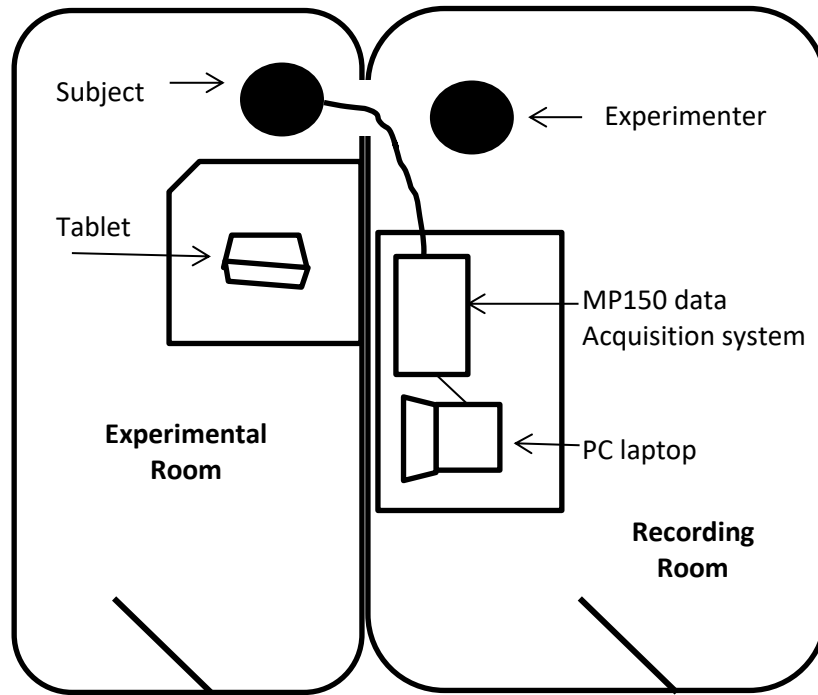 Subject
Experimenter
Tablet
MP150 data
Acquisition system
Experimental
Room
PC laptop
Recording
Room